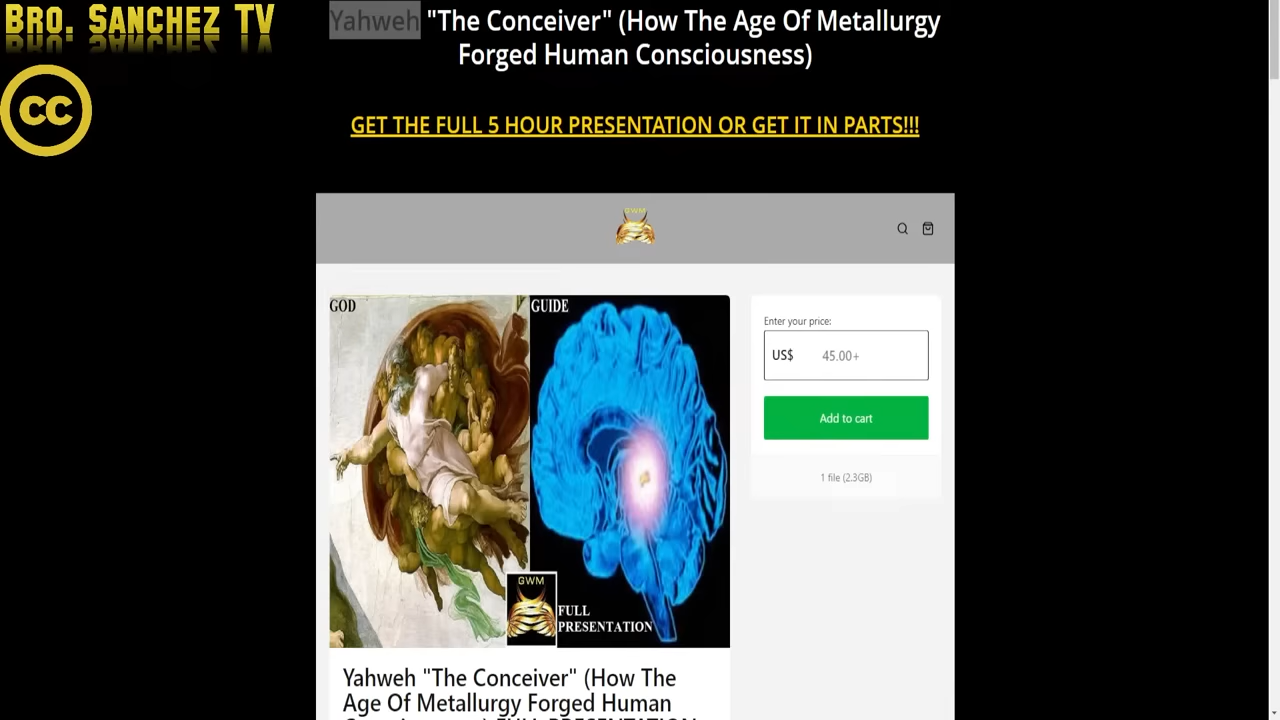 BRO. SANCHEZ TV
CC
Yahweh "The Conceiver" (How The Age Of Metallurgy
Forged Human Consciousness)
GET THE FULL 5 HOUR PRESENTATION OR GET IT IN PARTS!!!
GWM
GOD
GUIDE
Enter your price:
US$ 45.00+
Add to cart
1 file (2.3GB)
GWM
FULL
PRESENTATION
Yahweh "The Conceiver" (How The
Age Of Metallurgy Forged Human